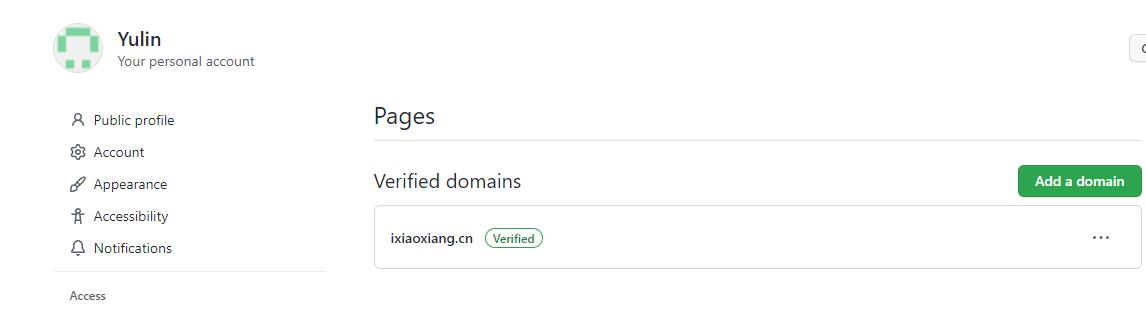 Yulin
Your personal account
Public profile
Account
Appearance
Accessibility
Notifications
Access
Pages
Verified domains
Add a domain
ixiaoxiang.cn Verified